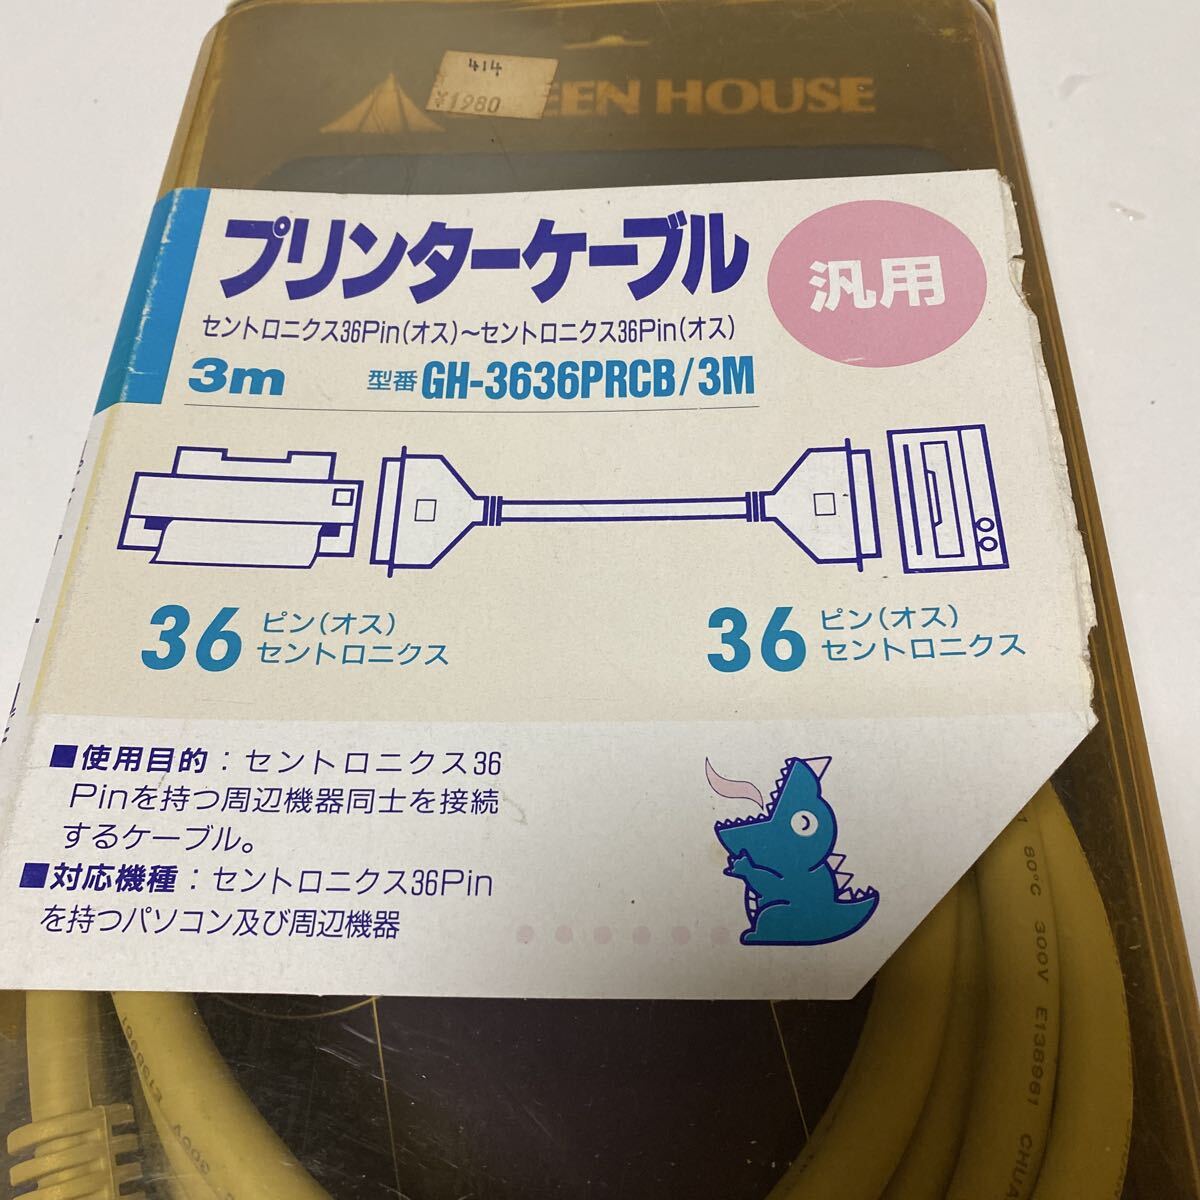 414
¥1980
EEN HOUSE
プリンターケーブル
汎用
セントロニクス36Pin(オス)〜セントロニクス36Pin(オス)
3m 型番 GH-3636PRCB/3M
36 ピン(オス) セントロニクス
36 ピン(オス) セントロニクス
■使用目的：セントロニクス36
Pinを持つ周辺機器同士を接続
するケーブル。
■対応機種：セントロニクス36Pin
を持つパソコン及び周辺機器
80°C 300V E138961
E138961
300V